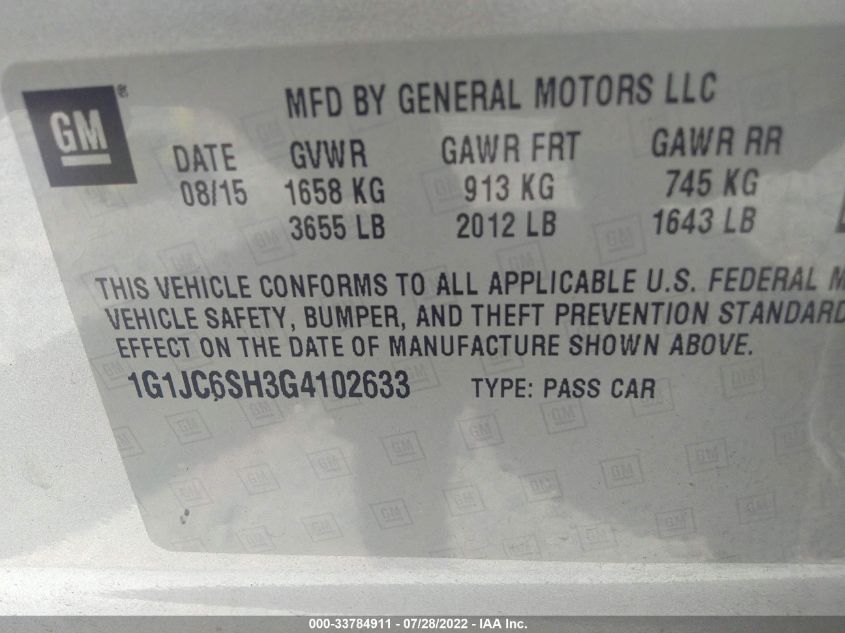 GM®
MFD BY GENERAL MOTORS LLC
DATE GVWR GAWR FRT GAWR RR
08/15 1658 KG 913 KG 745 KG
3655 LB 2012 LB 1643 LB
THIS VEHICLE CONFORMS TO ALL APPLICABLE U.S. FEDERAL
VEHICLE SAFETY, BUMPER, AND THEFT PREVENTION STANDARD
EFFECT ON THE DATE OF MANUFACTURE SHOWN ABOVE.
1G1JC6SH3G4102633 TYPE: PASS CAR
000-33784911 - 07/28/2022 - IAA Inc.